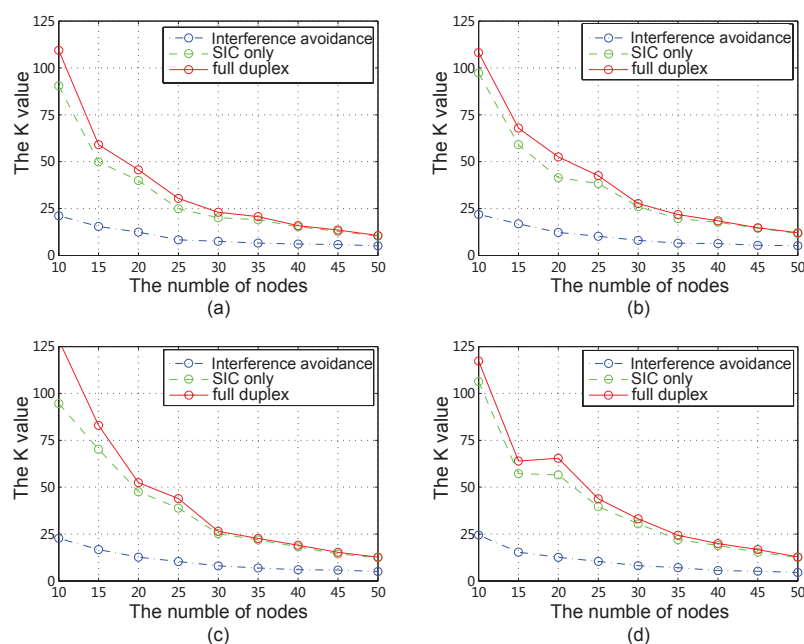 125
100
75
50
25
0
The K value
Interference avoidance
SIC only
full duplex
10 15 20 25 30 35 40 45 50
The numble of nodes
(a)
125
100
75
50
25
0
The K value
Interference avoidance
SIC only
full duplex
10 15 20 25 30 35 40 45 50
The numble of nodes
(b)
125
100
75
50
25
0
The K value
Interference avoidance
SIC only
full duplex
10 15 20 25 30 35 40 45 50
The numble of nodes
(c)
125
100
75
50
25
0
The K value
Interference avoidance
SIC only
full duplex
10 15 20 25 30 35 40 45 50
The numble of nodes
(d)